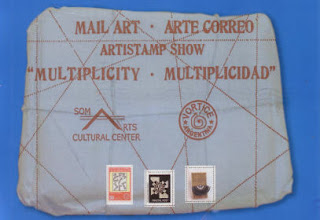 MAIL ART · ARTE CORREO
ARTISTAMP SHOW
"MULTIPLICITY · MULTIPLICIDAD"
SOM
ARTS
CULTURAL CENTER
VORTICE
ARGENTINA